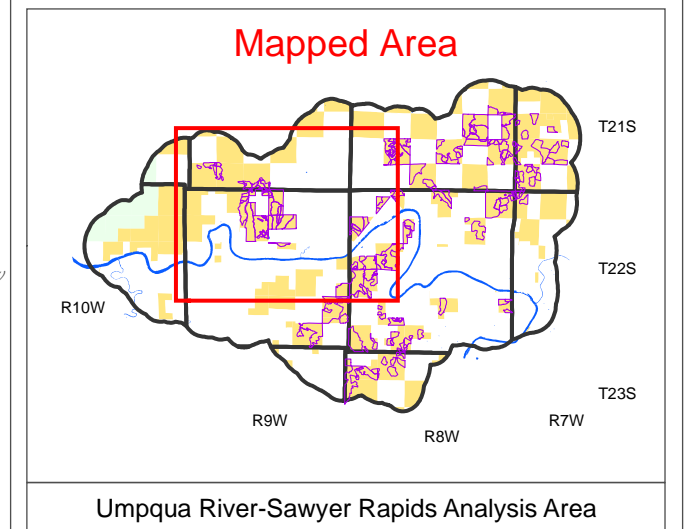 Mapped Area
T21S
T22S
R10W
T23S
R9W
R7W
R8W
Umpqua River-Sawyer Rapids Analysis Area